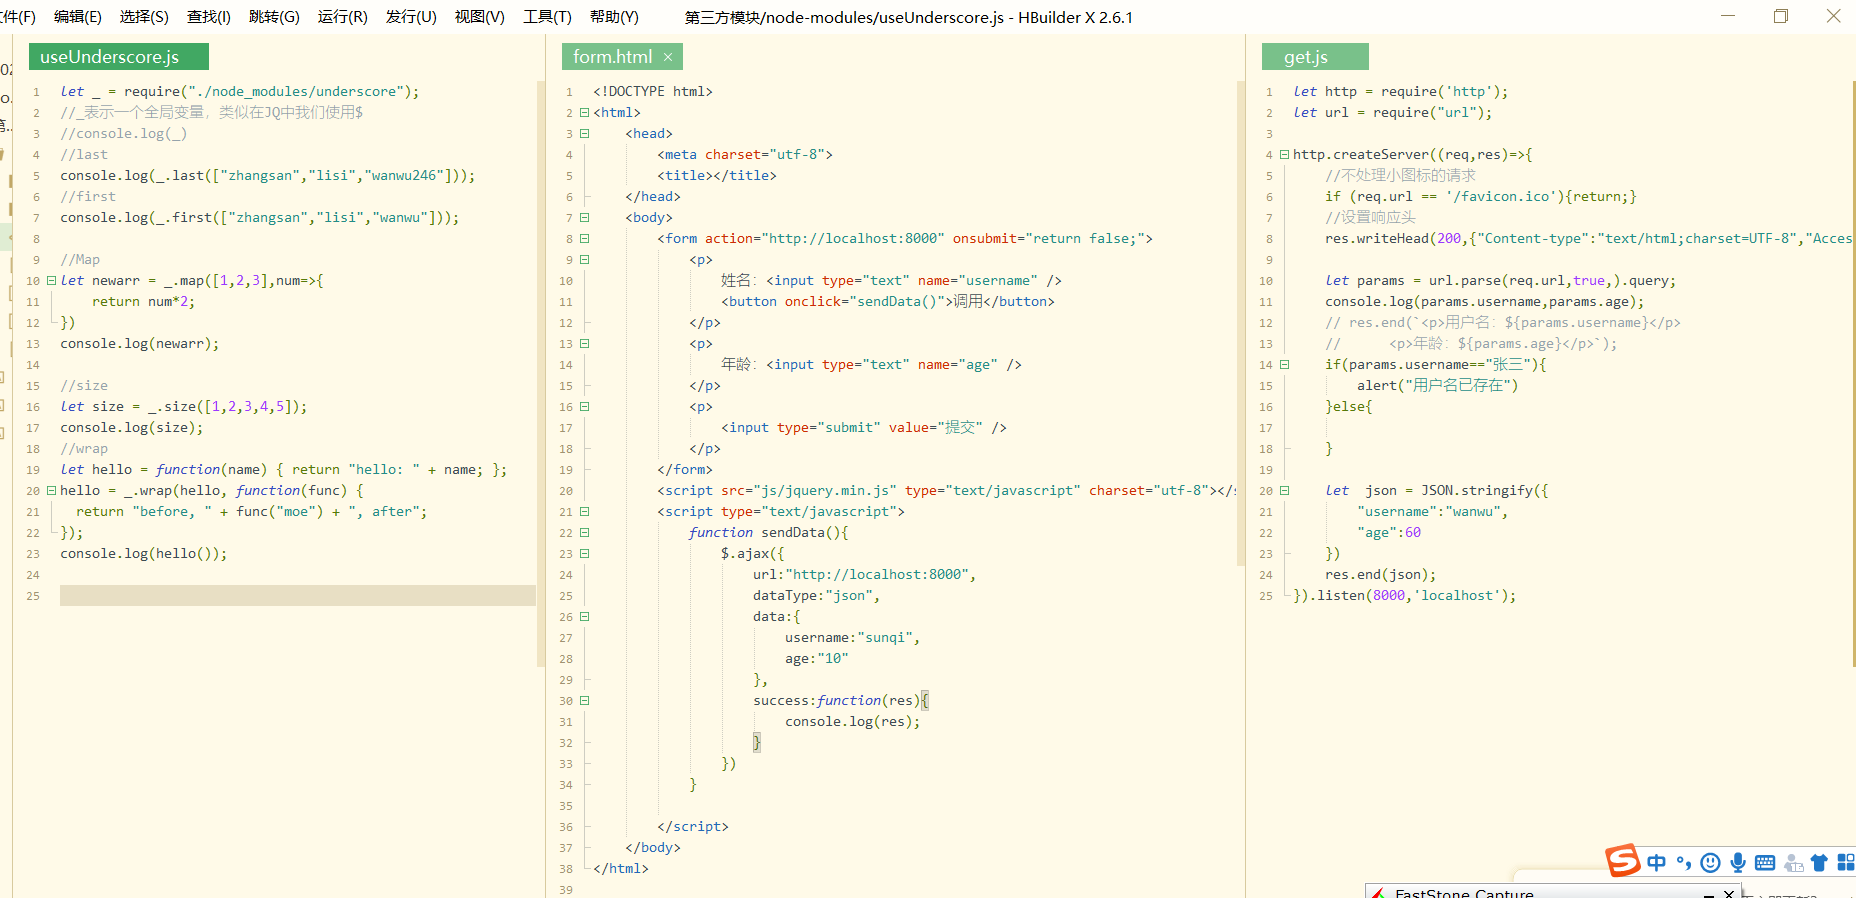 编辑(E) 选择(S) 查找(I) 跳转(G) 运行(R) 发行(U) 视图(V) 工具(T) 帮助(Y) 第三方模块/node-modules/useUnderscore.js - HBuilder X 2.6.1
useUnderscore.js
1 let _ = require("./node_modules/underscore");
2 //_表示一个全局变量，类似在JQ中我们使用$
3 //console.log(_)
4 //last
5 console.log(_.last(["zhangsan","lisi","wanwu246"]));
6 //first
7 console.log(_.first(["zhangsan","lisi","wanwu"]));
8
9 //Map
10 let newarr = _.map([1,2,3],num=>{
11     return num*2;
12 })
13 console.log(newarr);
14
15 //size
16 let size = _.size([1,2,3,4,5]);
17 console.log(size);
18 //wrap
19 let hello = function(name) { return "hello: " + name; };
20 hello = _.wrap(hello, function(func) {
21   return "before, " + func("moe") + ", after";
22 });
23 console.log(hello());
24
25
form.html ×
1 <!DOCTYPE html>
2 <html>
3     <head>
4         <meta charset="utf-8">
5         <title></title>
6     </head>
7     <body>
8         <form action="http://localhost:8000" onsubmit="return false;">
9             <p>
10                 姓名：<input type="text" name="username" />
11                 <button onclick="sendData()">调用</button>
12             </p>
13             <p>
14                 年龄：<input type="text" name="age" />
15             </p>
16             <p>
17                 <input type="submit" value="提交" />
18             </p>
19         </form>
20         <script src="js/jquery.min.js" type="text/javascript" charset="utf-8"></s
21         <script type="text/javascript">
22             function sendData(){
23                 $.ajax({
24                     url:"http://localhost:8000",
25                     dataType:"json",
26                     data:{
27                         username:"sunqi",
28                         age:"10"
29                     },
30                     success:function(res){
31                         console.log(res);
32                     }
33                 })
34             }
35
36         </script>
37     </body>
38 </html>
39
get.js
1 let http = require('http');
2 let url = require("url");
3
4 http.createServer((req,res)=>{
5     //不处理小图标的请求
6     if (req.url == '/favicon.ico'){return;}
7     //设置响应头
8     res.writeHead(200,{"Content-type":"text/html;charset=UTF-8","Acces
9
10     let params = url.parse(req.url,true,).query;
11     console.log(params.username,params.age);
12     // res.end(`<p>用户名：${params.username}</p>
13     //      <p>年龄：${params.age}</p>`);
14     if(params.username=="张三"){
15         alert("用户名已存在")
16     }else{
17
18     }
19
20     let  json = JSON.stringify({
21         "username":"wanwu",
22         "age":60
23     })
24     res.end(json);
25 }).listen(8000,'localhost');
中
FastStone Capture